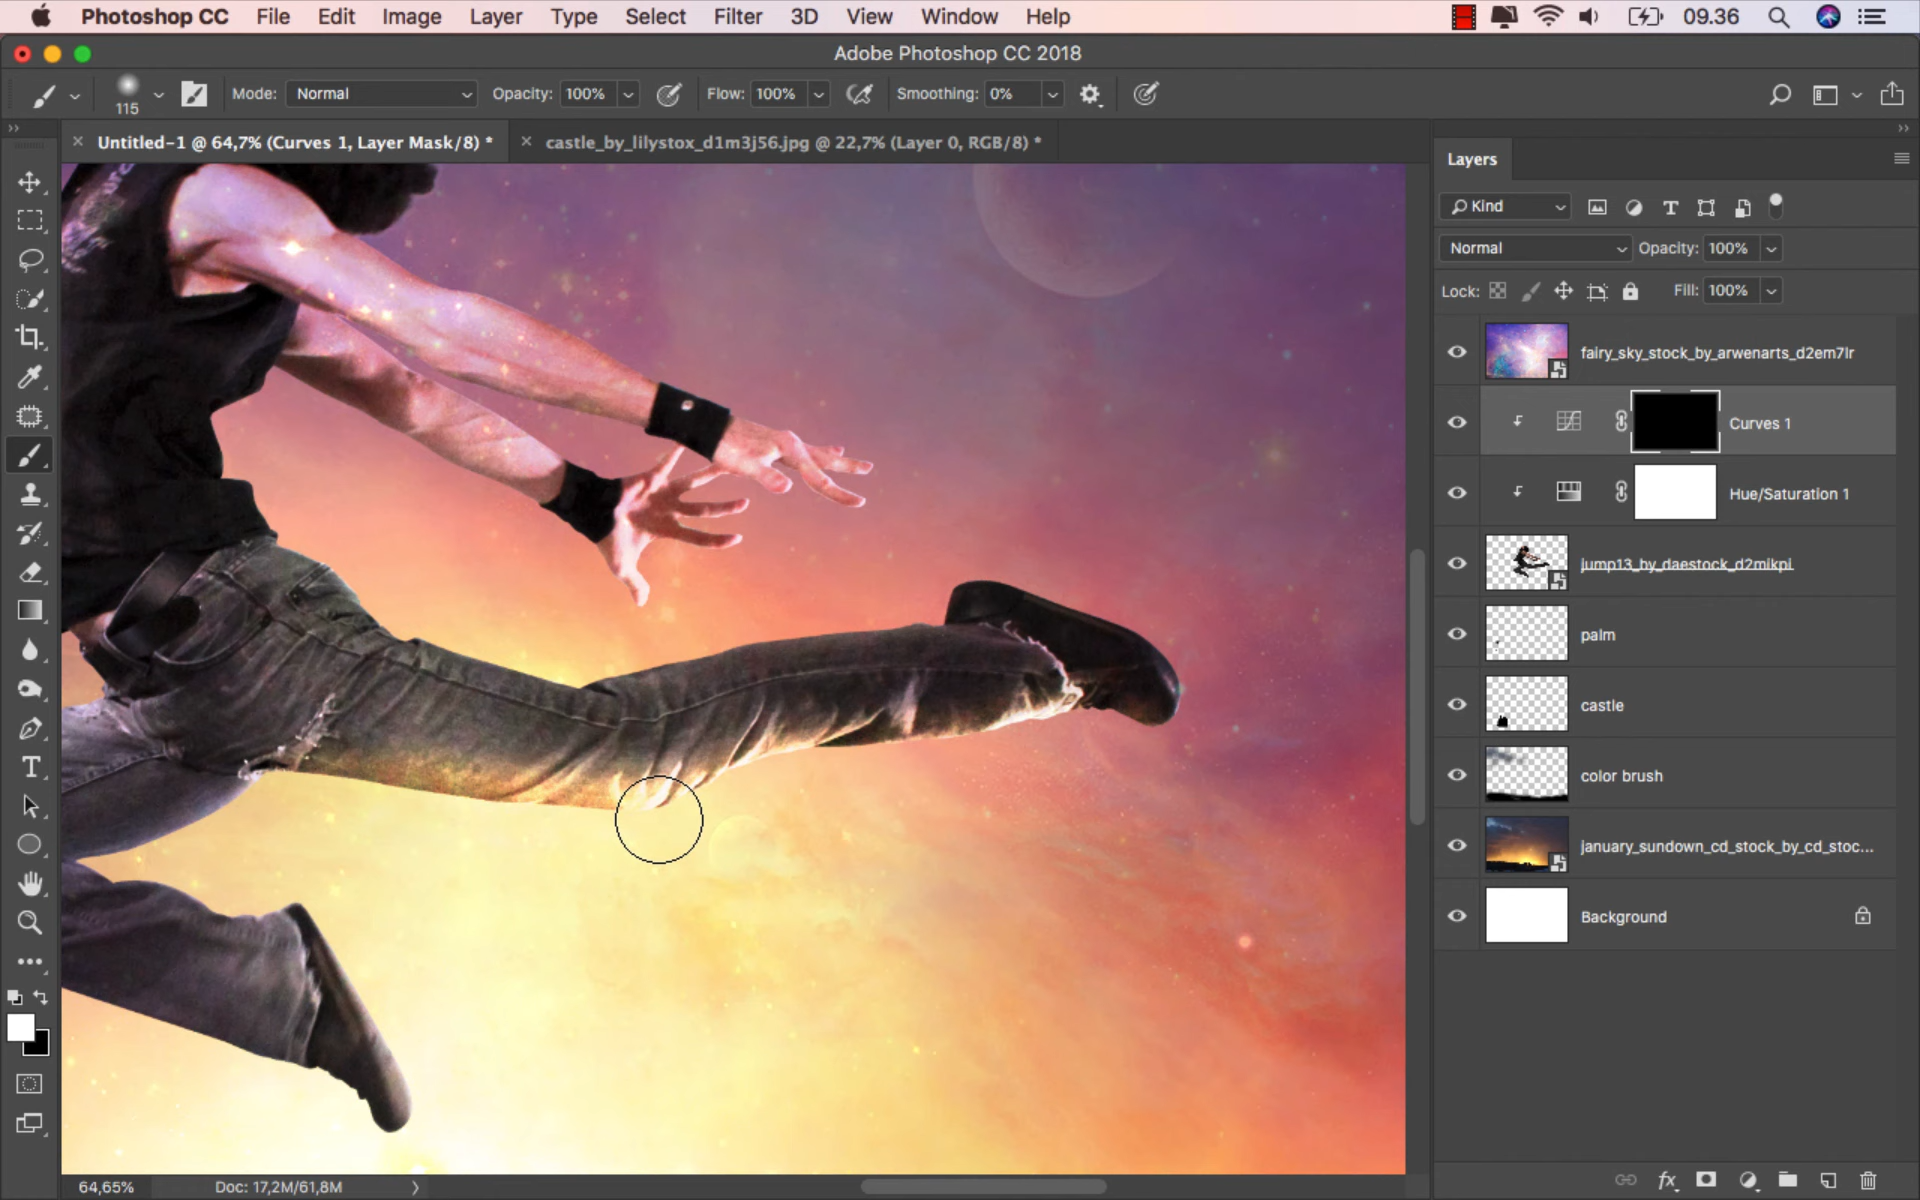 Photoshop CC File Edit Image Layer Type Select Filter 3D View Window Help 09.36
Adobe Photoshop CC 2018
115 Mode: Normal Opacity: 100% Flow: 100% Smoothing: 0%
Untitled-1 @ 64,7% (Curves 1, Layer Mask/8) * castle_by_lilystox_d1m3j56.jpg @ 22,7% (Layer 0, RGB/8) *
Layers
Kind
Normal Opacity: 100%
Lock: Fill: 100%
fairy_sky_stock_by_arwenarts_d2em7lr
Curves 1
Hue/Saturation 1
jump13_by_daestock_d2mikpi
palm
castle
color brush
january_sundown_cd_stock_by_cd_stoc...
Background
64,65% Doc: 17,2M/61,8M